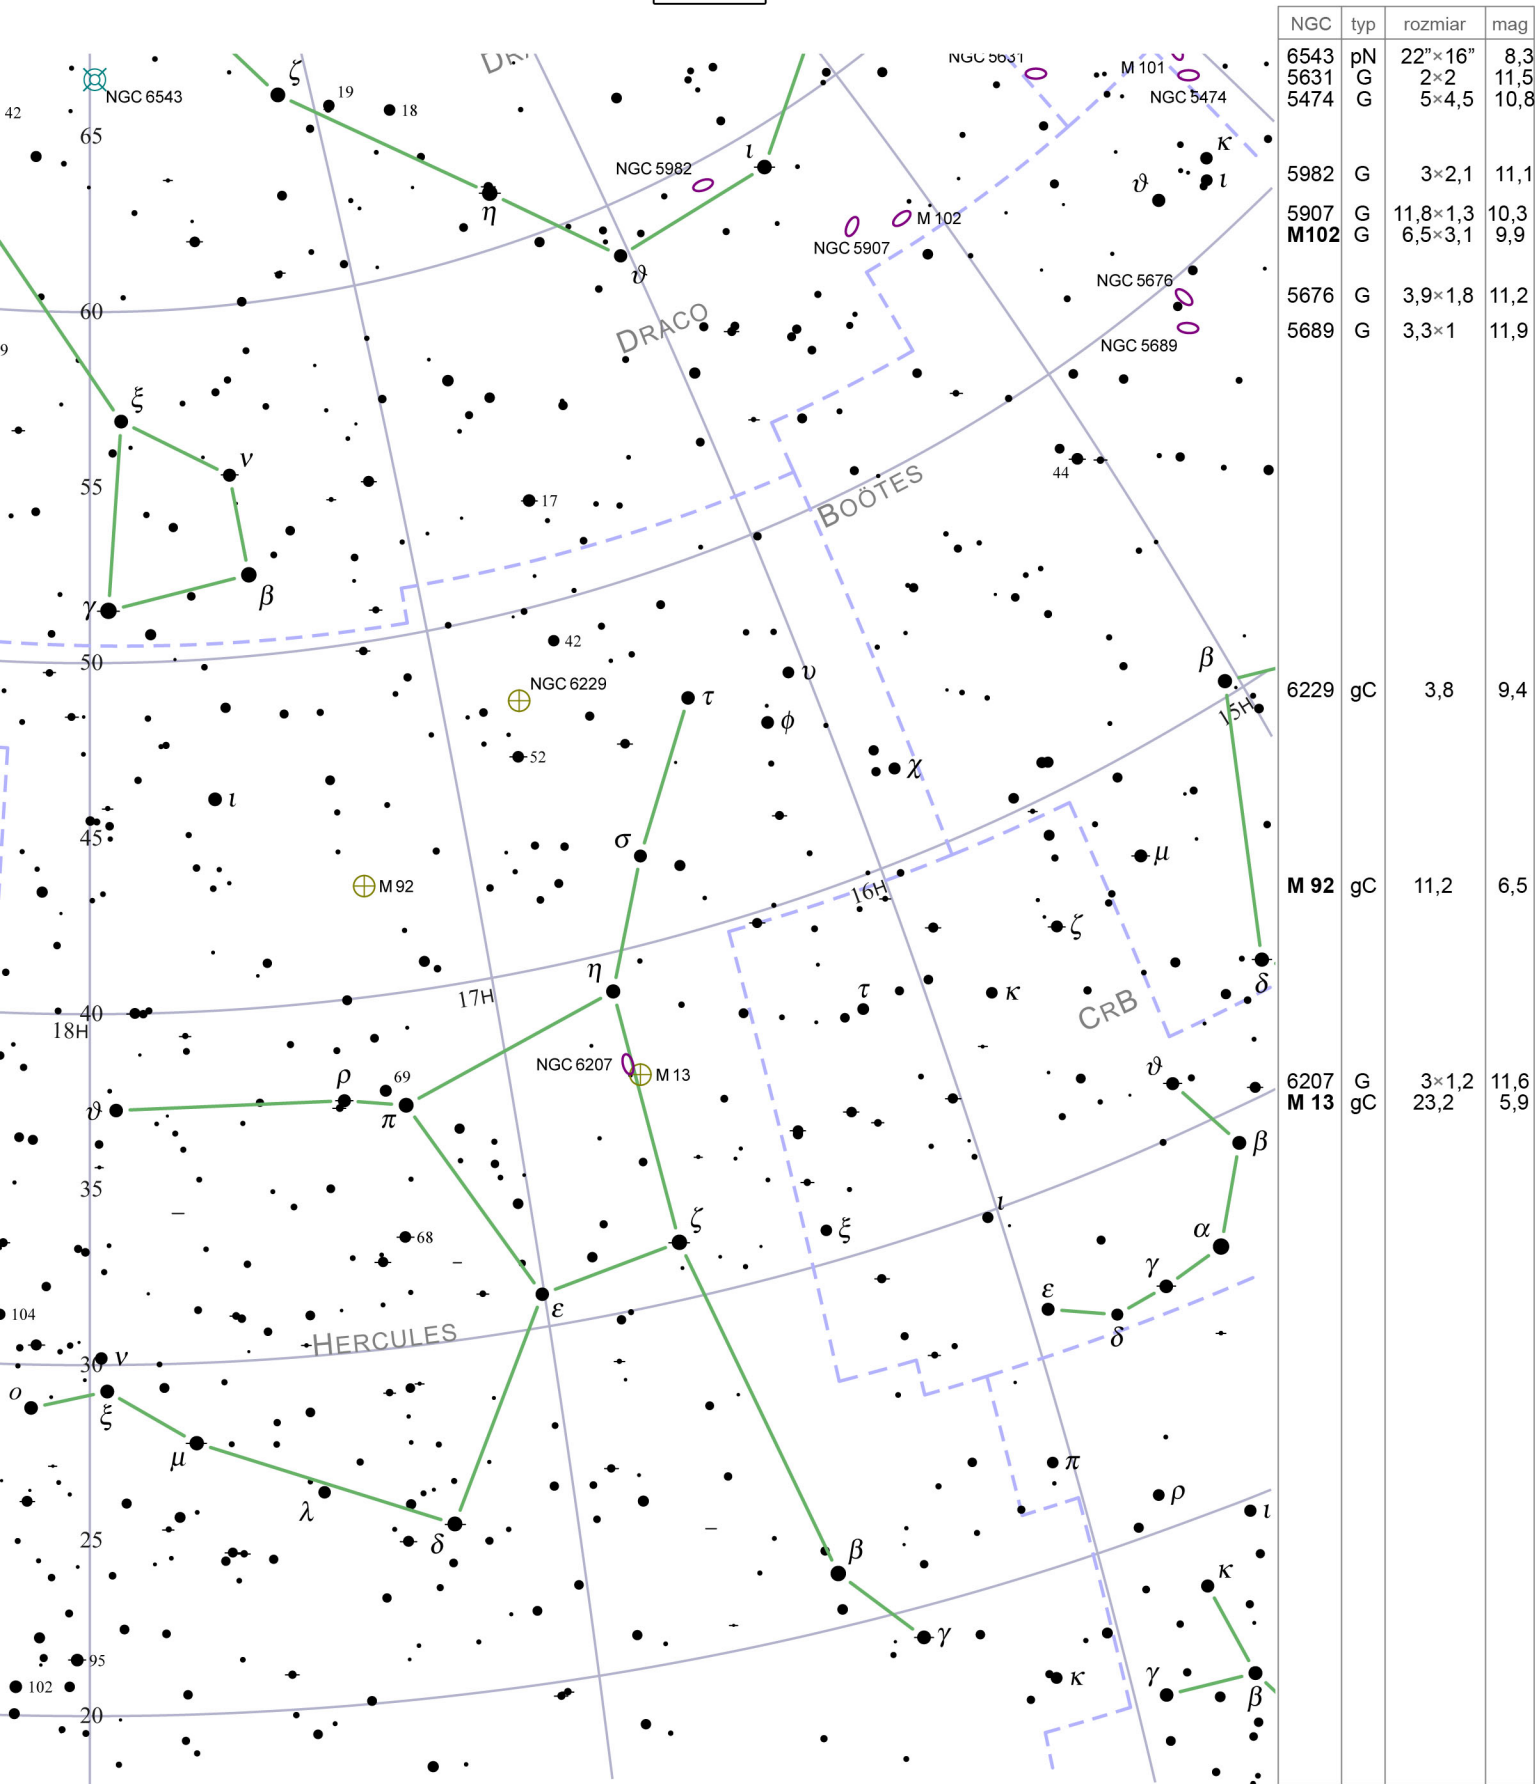 NGC typ rozmiar mag
6543 pN 22”×16” 8,3
5631 G 2×2 11,5
5474 G 5×4,5 10,8
5982 G 3×2,1 11,1
5907 G 11,8×1,3 10,3
M102 G 6,5×3,1 9,9
5676 G 3,9×1,8 11,2
5689 G 3,3×1 11,9
6229 gC 3,8 9,4
M 92 gC 11,2 6,5
6207 G 3×1,2 11,6
M 13 gC 23,2 5,9
NGC 5631
M 101
ζ
19
18
NGC 6543
NGC 5474
42
65
κ
ι
NGC 5982
ι
ϑ
η
M 102
NGC 5907
ϑ
NGC 5676
60
DRACO
NGC 5689
9
ξ
ν
44
55
17
BOÖTES
β
γ
42
50
β
υ
NGC 6229
τ
ϕ
15H
52
χ
ι
45
σ
μ
M 92
16H
ζ
η
δ
17H
τ
κ
CRB
40
18H
NGC 6207
M 13
ρ
69
ϑ
ϑ
π
β
35
ζ
ι
68
ξ
α
γ
ε
104
ε
HERCULES
δ
30
ν
ο
ξ
μ
π
λ
ρ
ι
25
δ
β
κ
γ
95
κ
γ
102
β
20